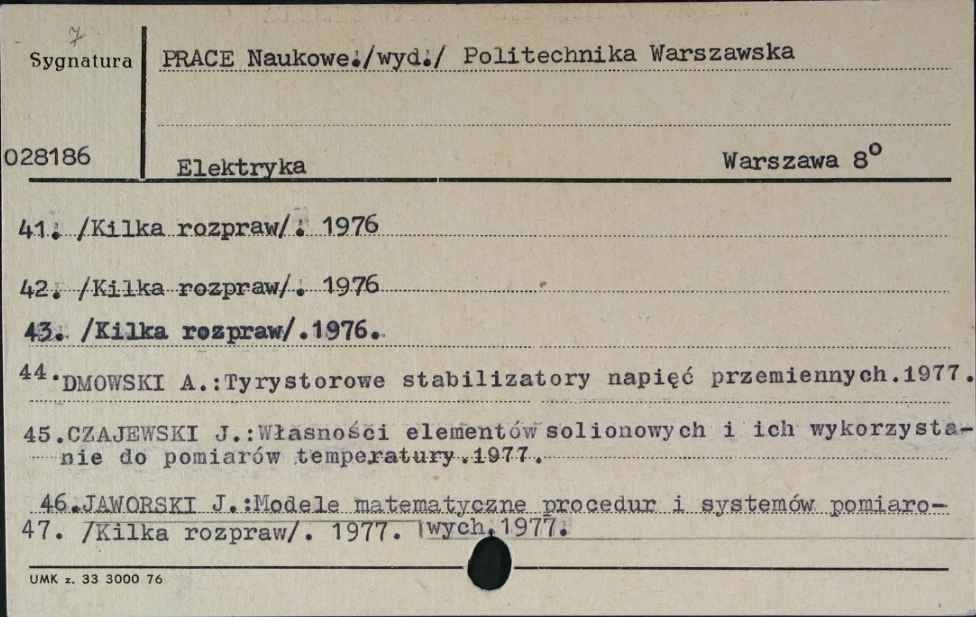 7
Sygnatura
PRACE Naukowe./wyd./ Politechnika Warszawska
028186
Elektryka
Warszawa 8°
41. /Kilka rozpraw/. 1976
42. /Kilka rozpraw/. 1976
43. /Kilka rozpraw/.1976.
44.DMOWSKI A.:Tyrystorowe stabilizatory napięć przemiennych.1977.
45.CZAJEWSKI J.:Własności elementów solionowych i ich wykorzysta-
nie do pomiarów temperatury.1977.
46.JAWORSKI J.:Modele matematyczne procedur i systemów pomiaro-
wych.1977.
47. /Kilka rozpraw/. 1977.
UMK z. 33 3000 76